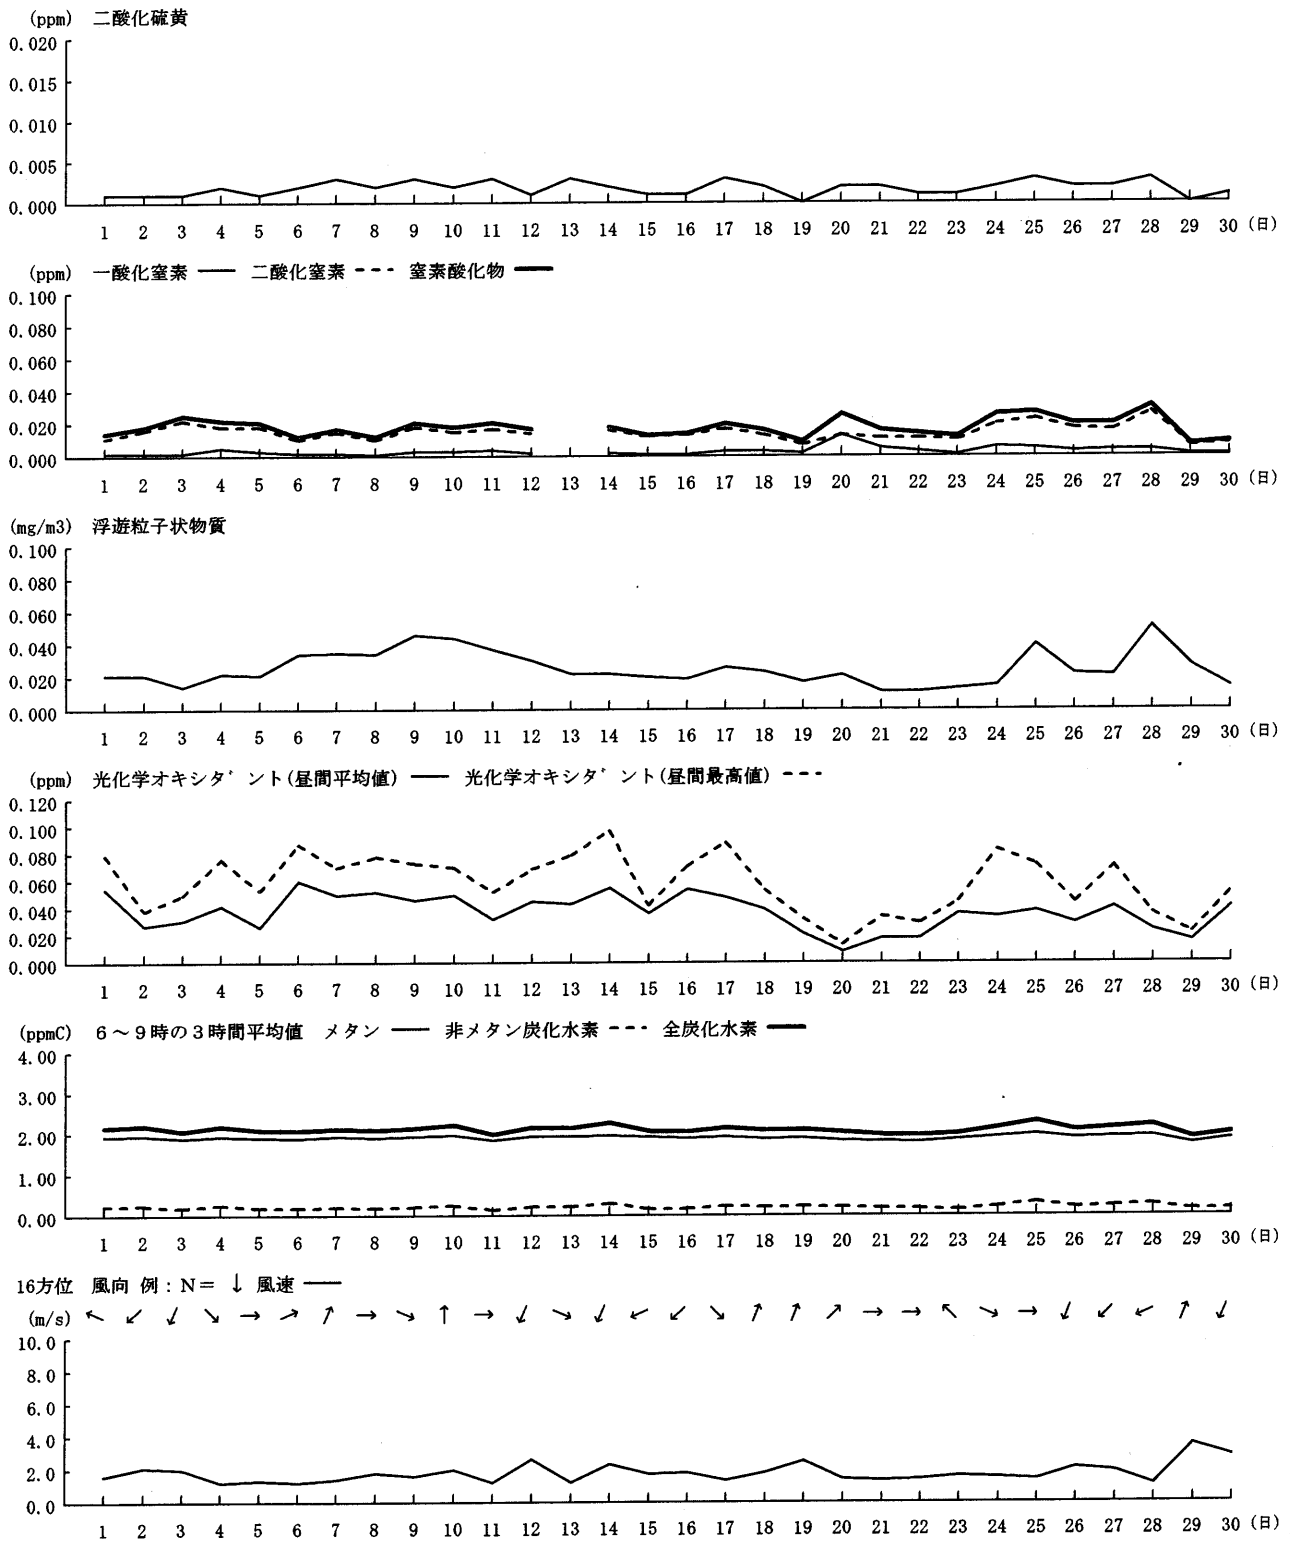 (ppm) 二酸化硫黄
0.020
0.015
0.010
0.005
0.000
1 2 3 4 5 6 7 8 9 10 11 12 13 14 15 16 17 18 19 20 21 22 23 24 25 26 27 28 29 30 (日)
(ppm) 一酸化窒素 二酸化窒素 窒素酸化物
0.100
0.080
0.060
0.040
0.020
0.000
1 2 3 4 5 6 7 8 9 10 11 12 13 14 15 16 17 18 19 20 21 22 23 24 25 26 27 28 29 30 (日)
(mg/m3) 浮遊粒子状物質
0.100
0.080
0.060
0.040
0.020
0.000
1 2 3 4 5 6 7 8 9 10 11 12 13 14 15 16 17 18 19 20 21 22 23 24 25 26 27 28 29 30 (日)
(ppm) 光化学オキシタ゛ント(昼間平均値) 光化学オキシタ゛ント(昼間最高値)
0.120
0.100
0.080
0.060
0.040
0.020
0.000
1 2 3 4 5 6 7 8 9 10 11 12 13 14 15 16 17 18 19 20 21 22 23 24 25 26 27 28 29 30 (日)
(ppmC) 6～9時の3時間平均値 メタン 非メタン炭化水素 全炭化水素
4.00
3.00
2.00
1.00
0.00
1 2 3 4 5 6 7 8 9 10 11 12 13 14 15 16 17 18 19 20 21 22 23 24 25 26 27 28 29 30 (日)
16方位 風向 例：N＝ ↓ 風速
(m/s) ↖ ↙ ↙ ↘ → ↗ ↗ → ↘ ↑ → ↙ ↘ ↙ ↙ ↙ ↘ ↗ ↗ ↗ → → ↖ ↘ → ↙ ↙ ↙ ↗ ↙
10.0
8.0
6.0
4.0
2.0
0.0
1 2 3 4 5 6 7 8 9 10 11 12 13 14 15 16 17 18 19 20 21 22 23 24 25 26 27 28 29 30 (日)